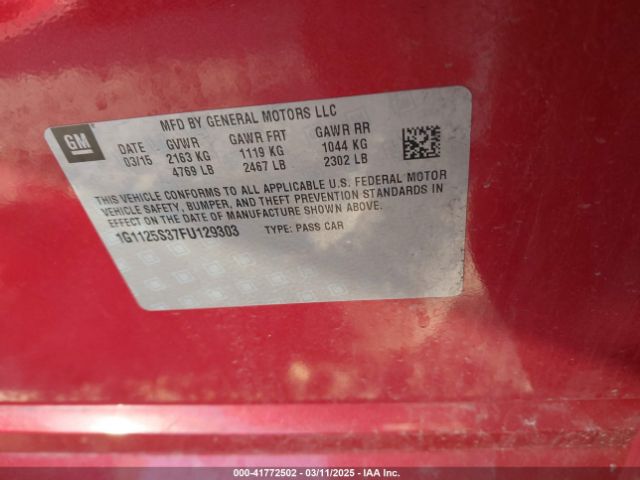 MFD BY GENERAL MOTORS LLC
GM
DATE GVWR GAWR FRT GAWR RR
03/15 2163 KG 1119 KG 1044 KG
4769 LB 2467 LB 2302 LB
THIS VEHICLE CONFORMS TO ALL APPLICABLE U.S. FEDERAL MOTOR
VEHICLE SAFETY, BUMPER, AND THEFT PREVENTION STANDARDS IN
EFFECT ON THE DATE OF MANUFACTURE SHOWN ABOVE.
1G1125S37FU129303 TYPE: PASS CAR
000-41772502 - 03/11/2025 - IAA Inc.